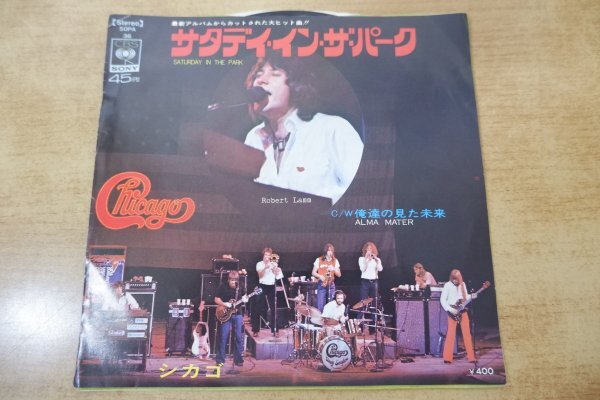 [Stereo]
SOPA
36
CBS
SONY
45rpm
最新アルバムからカットされた大ヒット曲!!
サタデイ・イン・ザ・パーク
SATURDAY IN THE PARK
Robert Lamm
Chicago
C/W 俺達の見た未来
ALMA MATER
Chicago
シカゴ
¥400